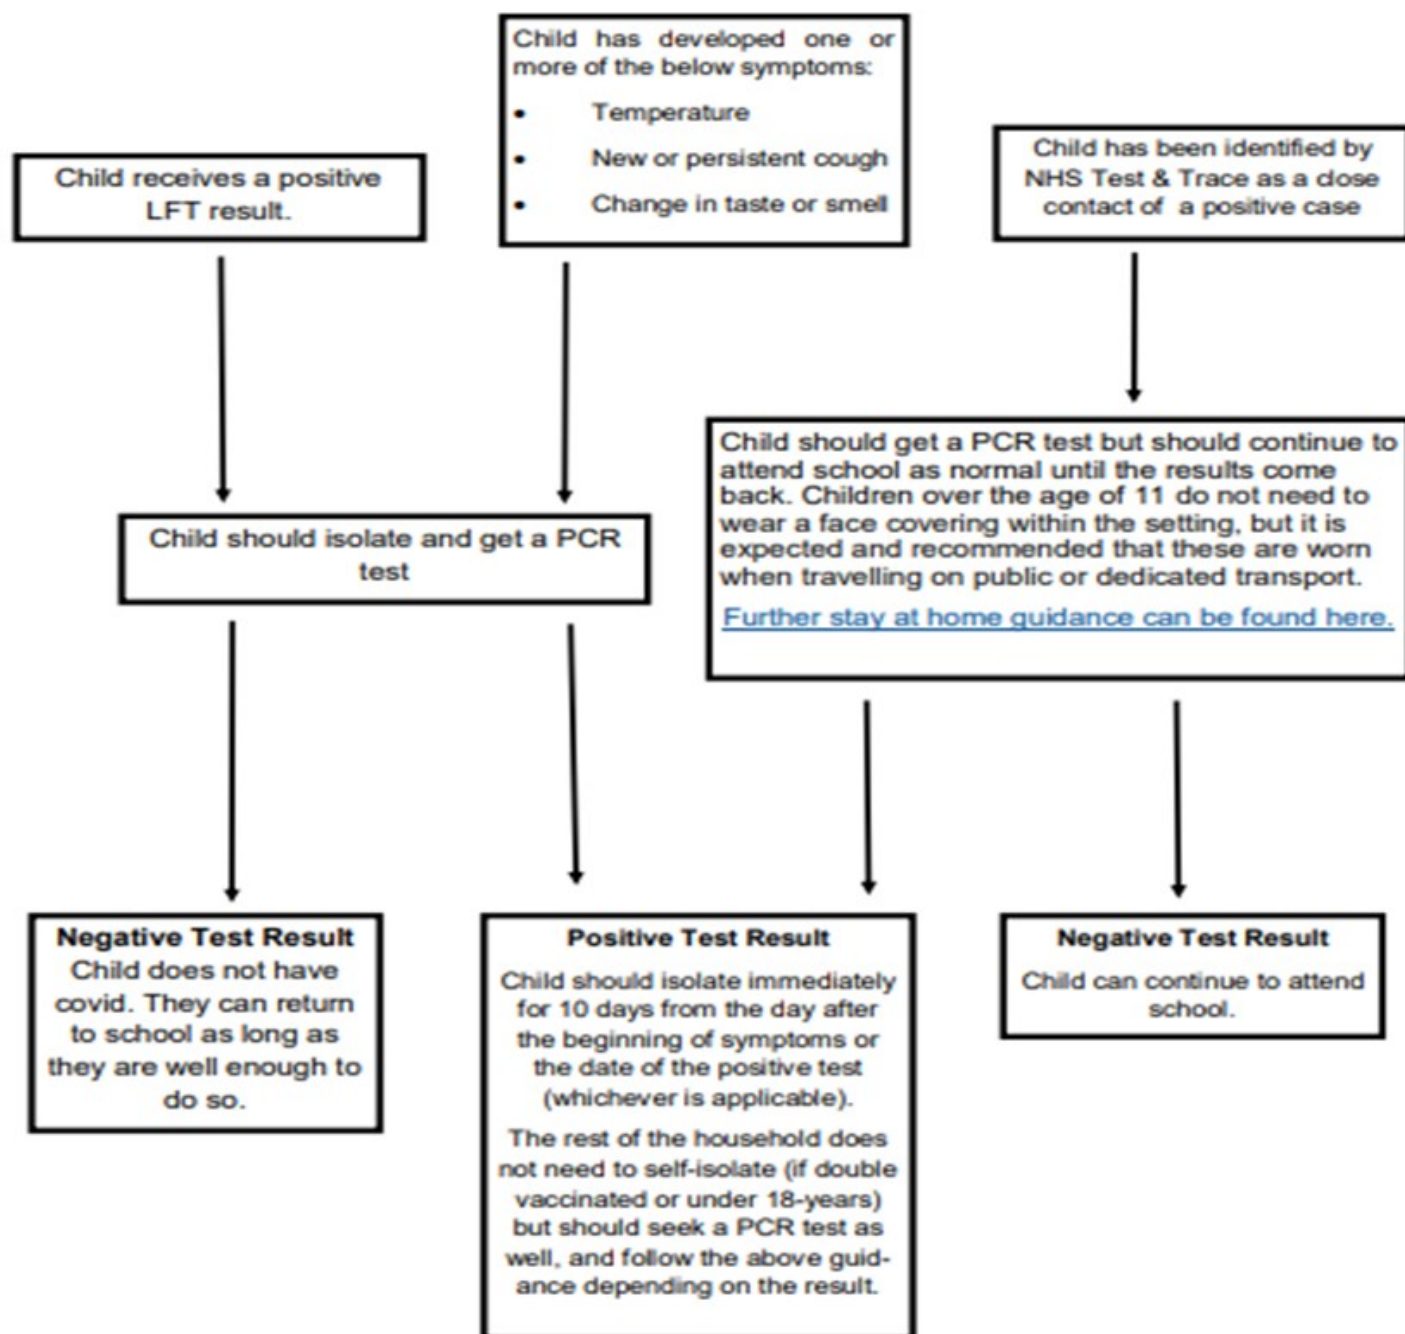 Child has developed one or
more of the below symptoms:
• Temperature
• New or persistent cough
• Change in taste or smell
Child receives a positive
LFT result.
Child has been identified by
NHS Test & Trace as a close
contact of a positive case
Child should isolate and get a PCR
test
Child should get a PCR test but should continue to
attend school as normal until the results come
back. Children over the age of 11 do not need to
wear a face covering within the setting, but it is
expected and recommended that these are worn
when travelling on public or dedicated transport.
Further stay at home guidance can be found here.
Negative Test Result
Child does not have
covid. They can return
to school as long as
they are well enough to
do so.
Positive Test Result
Child should isolate immediately
for 10 days from the day after
the beginning of symptoms or
the date of the positive test
(whichever is applicable).
The rest of the household does
not need to self-isolate (if double
vaccinated or under 18-years)
but should seek a PCR test as
well, and follow the above guid-
ance depending on the result.
Negative Test Result
Child can continue to attend
school.